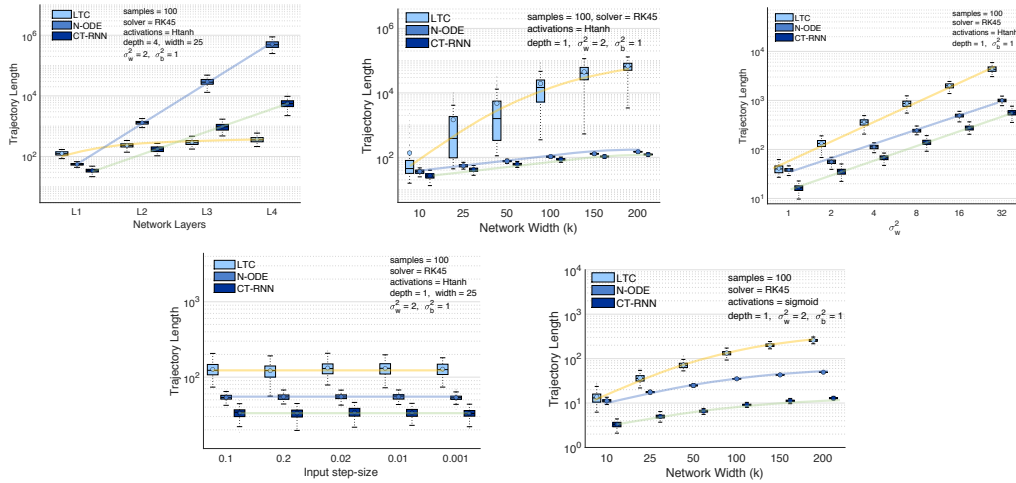 LTC
N-ODE
CT-RNN
samples = 100
solver = RK45
activations = Htanh
depth = 4, width = 25
σ²w = 2, σ²b = 1
Trajectory Length
10⁶
10⁴
10²
L1 L2 L3 L4
Network Layers
LTC
N-ODE
CT-RNN
samples = 100, solver = RK45
activations = Htanh
depth = 1, σ²w = 2, σ²b = 1
Trajectory Length
10⁶
10⁴
10²
10 25 50 100 150 200
Network Width (k)
LTC
N-ODE
CT-RNN
samples = 100
solver = RK45
activations = Htanh
depth = 1, σ²b = 1
Trajectory Length
10⁴
10³
10²
10¹
1 2 4 8 16 32
σ²w
LTC
N-ODE
CT-RNN
samples = 100
solver = RK45
activations = Htanh
depth = 1, width = 25
σ²w = 2, σ²b = 1
Trajectory Length
10³
10²
0.1 0.2 0.02 0.01 0.001
Input step-size
LTC
N-ODE
CT-RNN
samples = 100
solver = RK45
activations = sigmoid
depth = 1, σ²w = 2, σ²b = 1
Trajectory Length
10⁴
10³
10²
10¹
10⁰
10 25 50 100 150 200
Network Width (k)